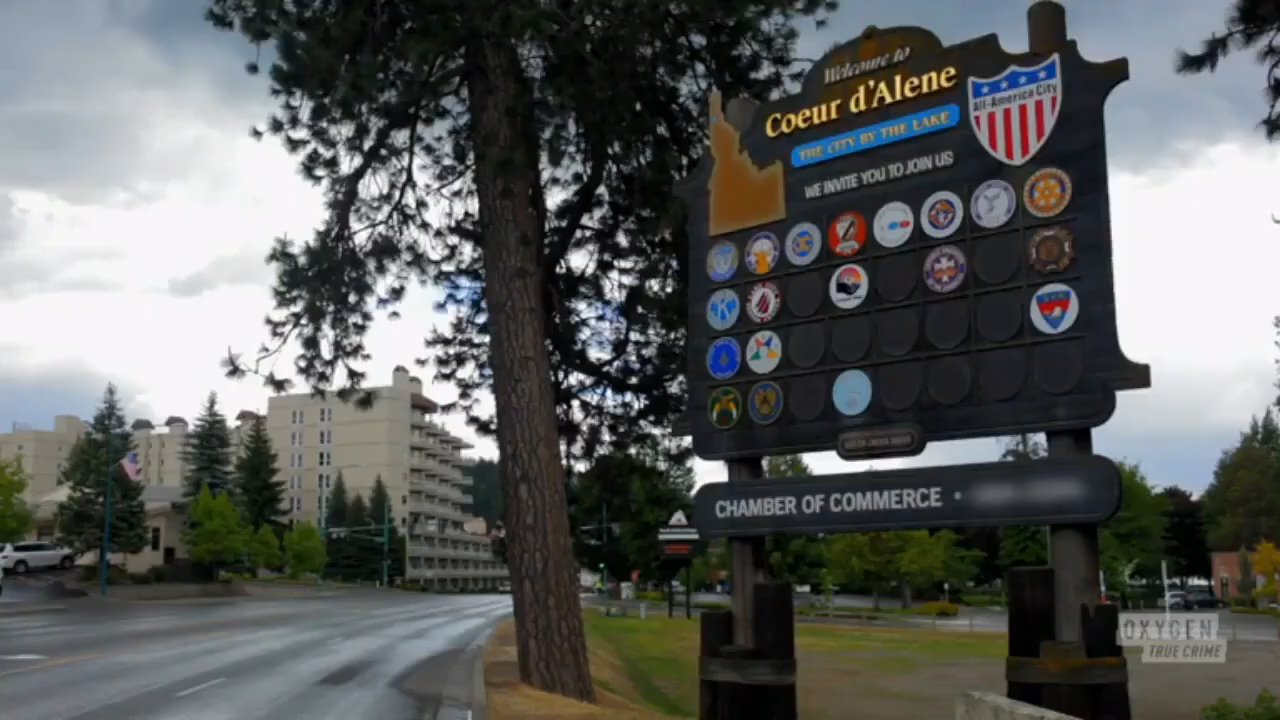 Welcome to
Coeur d'Alene
THE CITY BY THE LAKE
All-America City
WE INVITE YOU TO JOIN US
K
CHAMBER OF COMMERCE •
OXYGEN
TRUE CRIME